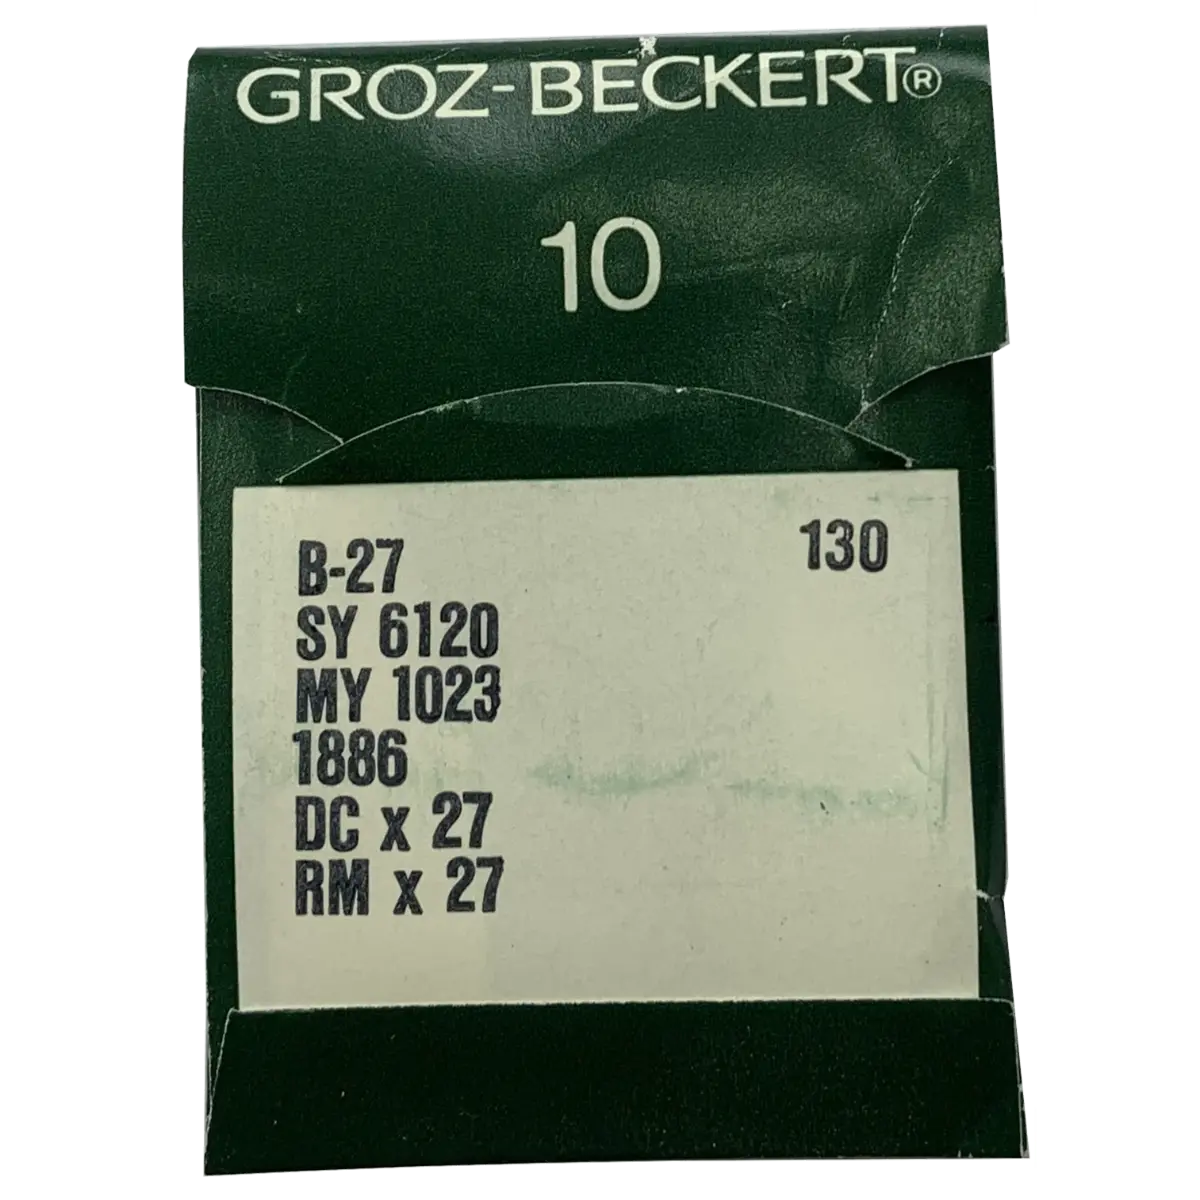 GROZ-BECKERT®
10
B-27 130
SY 6120
MY 1023
1886
DC x 27
RM x 27